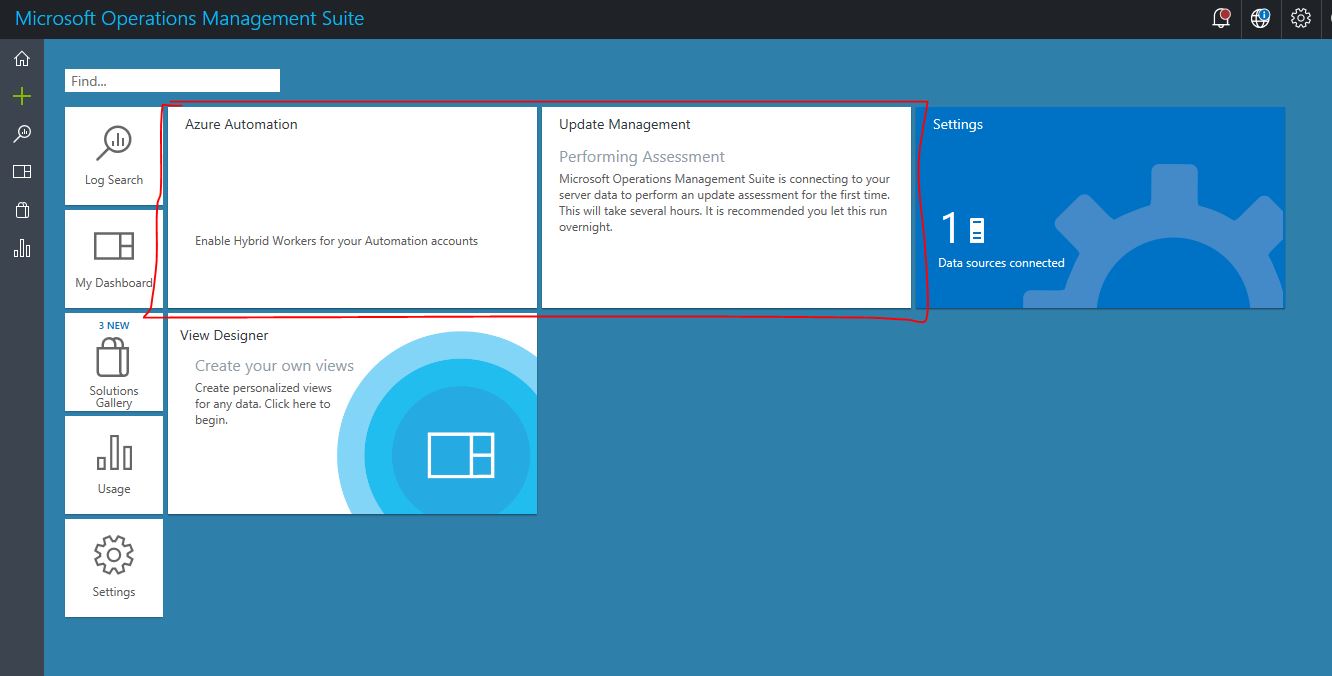 Microsoft Operations Management Suite
Find...
Log Search
My Dashboard
3 NEW
Solutions
Gallery
Usage
Settings
Azure Automation
Enable Hybrid Workers for your Automation accounts
Update Management
Performing Assessment
Microsoft Operations Management Suite is connecting to your
server data to perform an update assessment for the first time.
This will take several hours. It is recommended you let this run
overnight.
Settings
1
Data sources connected
View Designer
Create your own views
Create personalized views
for any data. Click here to
begin.